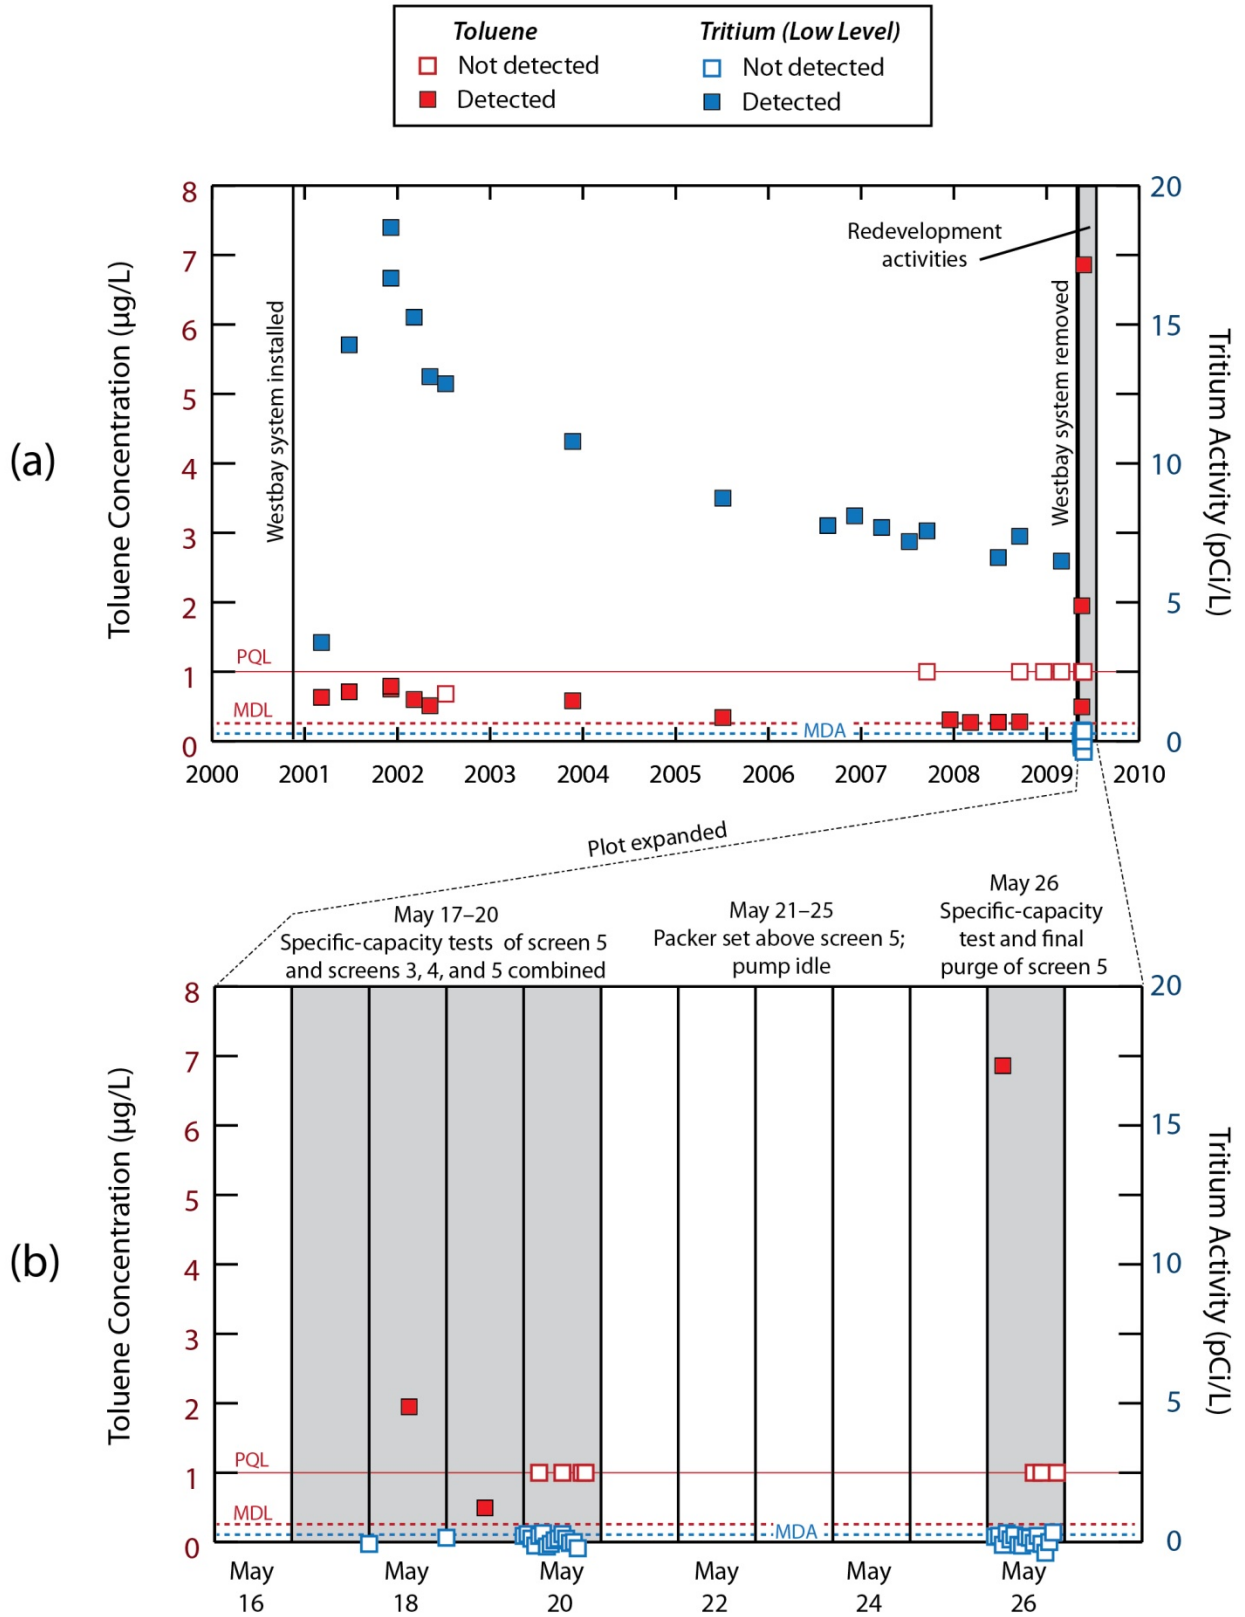 Toluene
Tritium (Low Level)
Not detected
Not detected
Detected
Detected
(a)
Toluene Concentration (µg/L)
8
7
6
5
4
3
2
1
0
Westbay system installed
Redevelopment
activities
Westbay system removed
PQL
MDL
MDA
20
15
10
5
0
Tritium Activity (pCi/L)
2000 2001 2002 2003 2004 2005 2006 2007 2008 2009 2010
Plot expanded
May 17–20
Specific-capacity tests of screen 5
and screens 3, 4, and 5 combined
May 21–25
Packer set above screen 5;
pump idle
May 26
Specific-capacity
test and final
purge of screen 5
(b)
Toluene Concentration (µg/L)
8
7
6
5
4
3
2
1
0
PQL
MDL
MDA
20
15
10
5
0
Tritium Activity (pCi/L)
May May May May May May
16 18 20 22 24 26